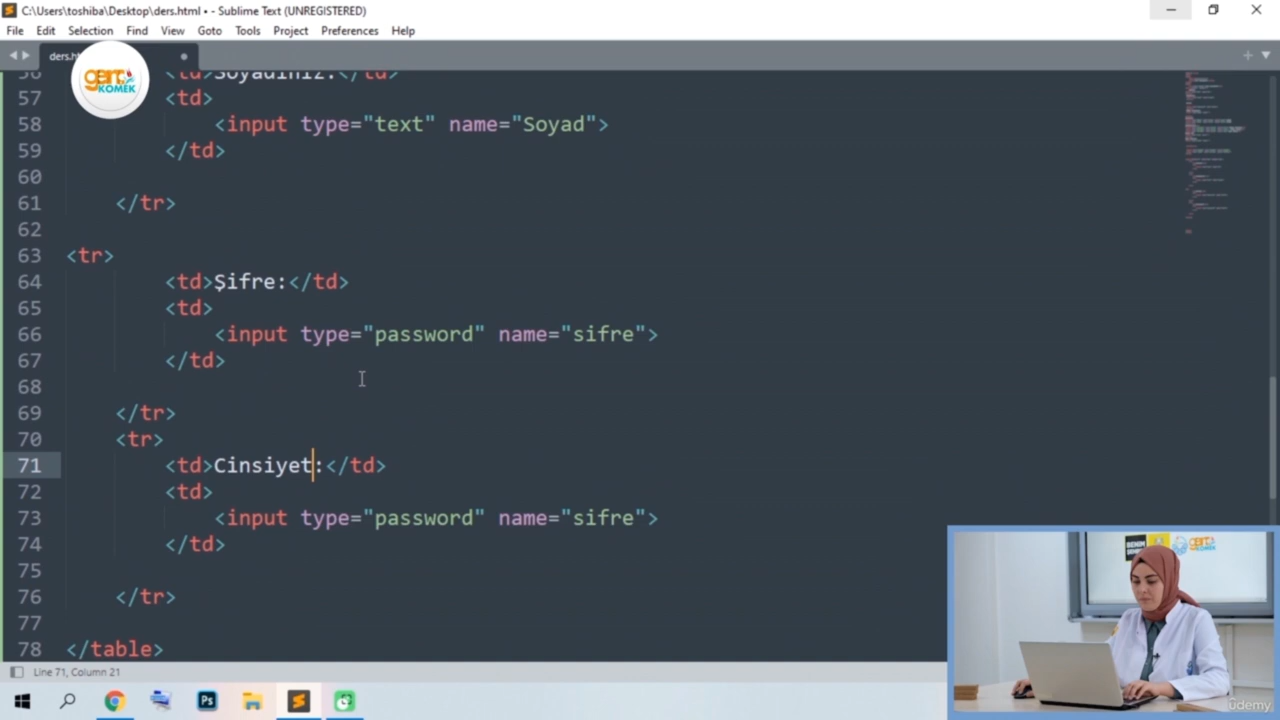 C:\Users\toshiba\Desktop\ders.html • - Sublime Text (UNREGISTERED)
File Edit Selection Find View Goto Tools Project Preferences Help
KÖMƏK
57 <td>
58 <input type="text" name="Soyad">
59 </td>
60
61 </tr>
62
63 <tr>
64 <td>Şifre:</td>
65 <td>
66 <input type="password" name="sifre">
67 </td>
68
69 </tr>
70 <tr>
71 <td>Cinsiyet:</td>
72 <td>
73 <input type="password" name="sifre">
74 </td>
75
76 </tr>
77
78 </table>
Line 71, Column 21
Ps
udemy